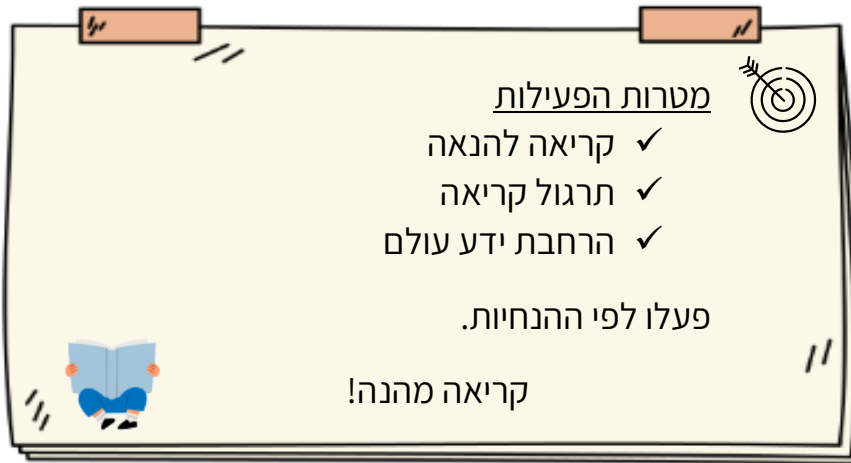 מטרות הפעילות
✓ קריאה להנאה
✓ תרגול קריאה
✓ הרחבת ידע עולם
פעלו לפי ההנחיות.
קריאה מהנה!